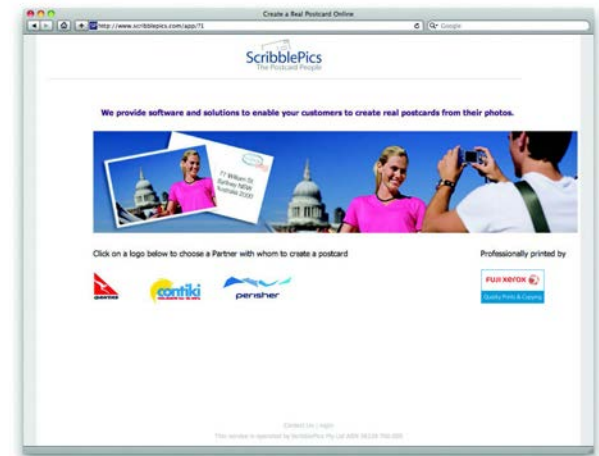 Create a Real Postcard Online
http://www.scribblepics.com/app/?1
Google
ScribblePics
The Postcard People
We provide software and solutions to enable your customers to create real postcards from their photos.
77 William St
Sydney NSW
Australia 2000
Click on a logo below to choose a Partner with whom to create a postcard
Professionally printed by
QANTAS
contiki
perisher
FUJI XEROX
Quality Prints & Copying
Contact Us | login
This service is operated by ScribblePics Pty Ltd ABN